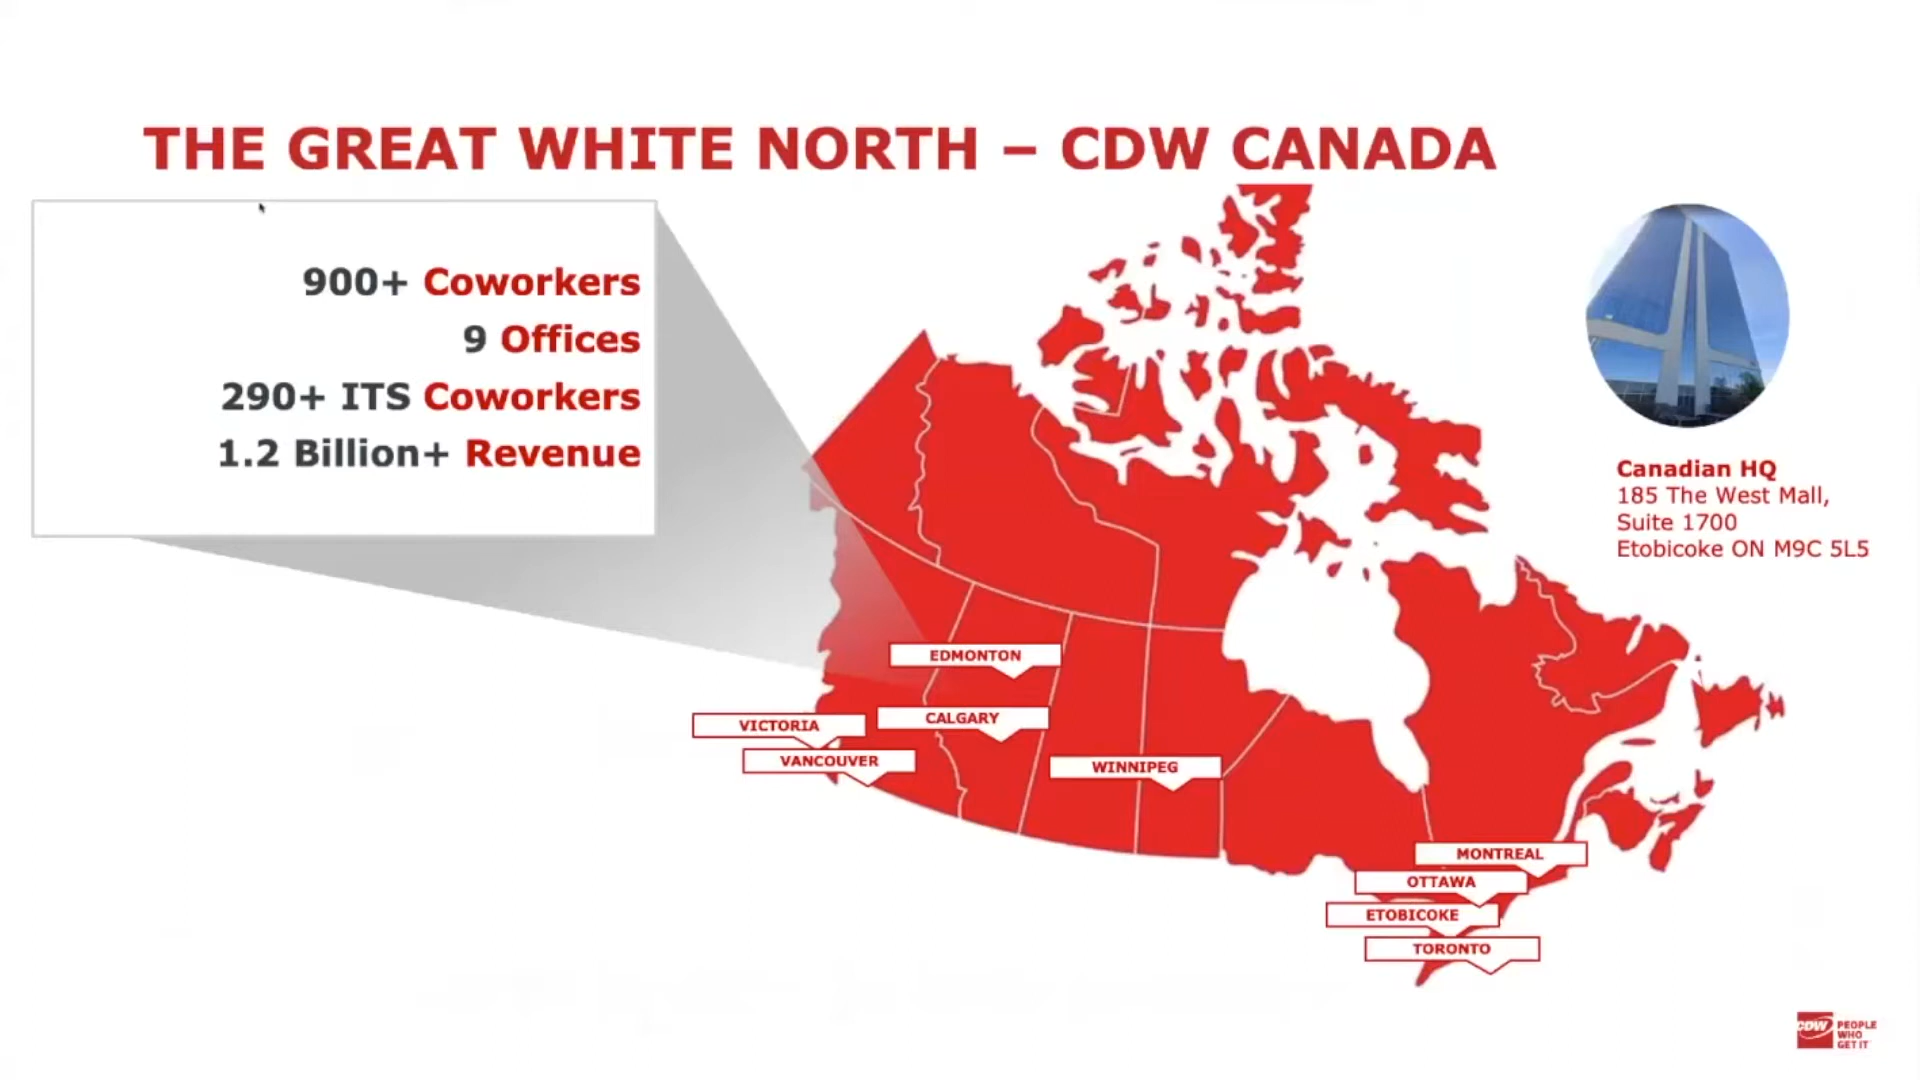 THE GREAT WHITE NORTH – CDW CANADA
900+ Coworkers
9 Offices
290+ ITS Coworkers
1.2 Billion+ Revenue
Canadian HQ
185 The West Mall,
Suite 1700
Etobicoke ON M9C 5L5
EDMONTON
VICTORIA
CALGARY
VANCOUVER
WINNIPEG
MONTREAL
OTTAWA
ETOBICOKE
TORONTO
CDW
PEOPLE
WHO
GET IT